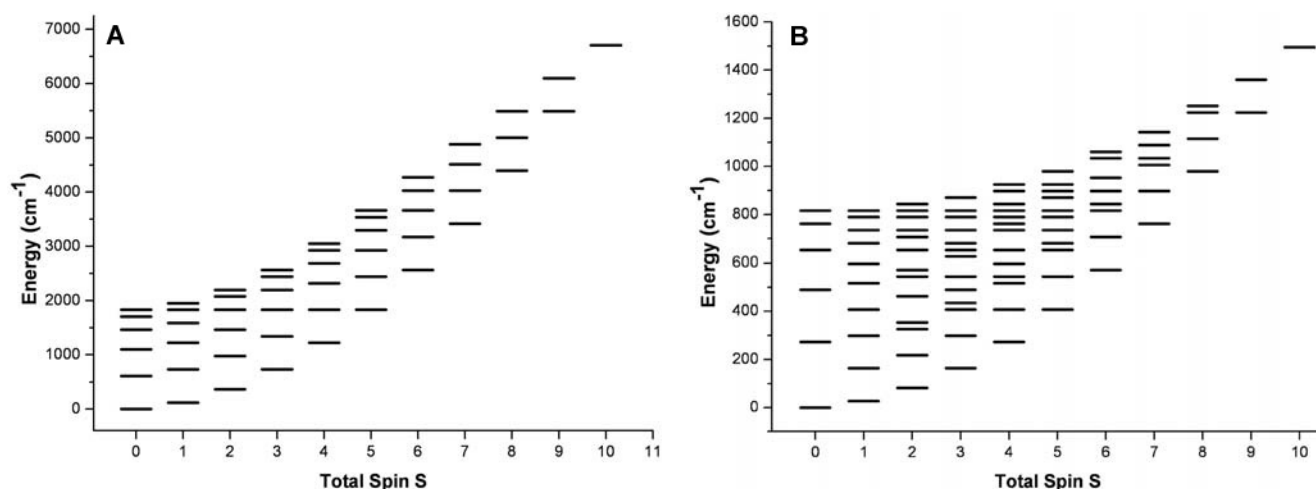 A
7000
6000
5000
4000
3000
2000
1000
0
Energy (cm⁻¹)
0 1 2 3 4 5 6 7 8 9 10 11
Total Spin S
B
1600
1400
1200
1000
800
600
400
200
0
Energy (cm⁻¹)
0 1 2 3 4 5 6 7 8 9 10
Total Spin S